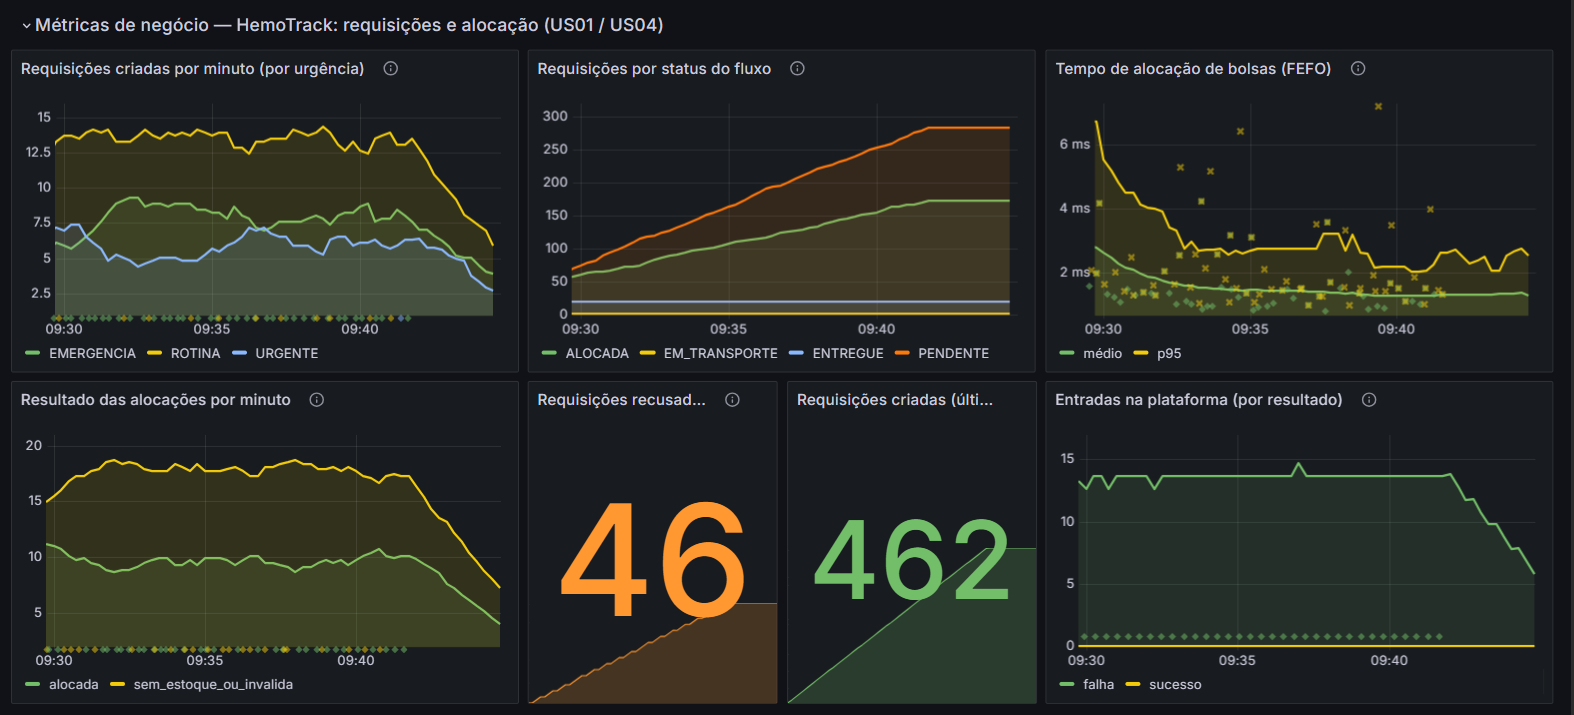 Métricas de negócio — HemoTrack: requisições e alocação (US01 / US04)
Requisições criadas por minuto (por urgência)
15
12.5
10
7.5
5
2.5
09:30 09:35 09:40
EMERGENCIA ROTINA URGENTE
Requisições por status do fluxo
300
250
200
150
100
50
0
09:30 09:35 09:40
ALOCADA EM_TRANSPORTE ENTREGUE PENDENTE
Tempo de alocação de bolsas (FEFO)
6 ms
4 ms
2 ms
09:30 09:35 09:40
médio p95
Resultado das alocações por minuto
20
15
10
5
09:30 09:35 09:40
alocada sem_estoque_ou_invalida
Requisições recusad...
46
Requisições criadas (últi...
462
Entradas na plataforma (por resultado)
15
10
5
0
09:30 09:35 09:40
falha sucesso